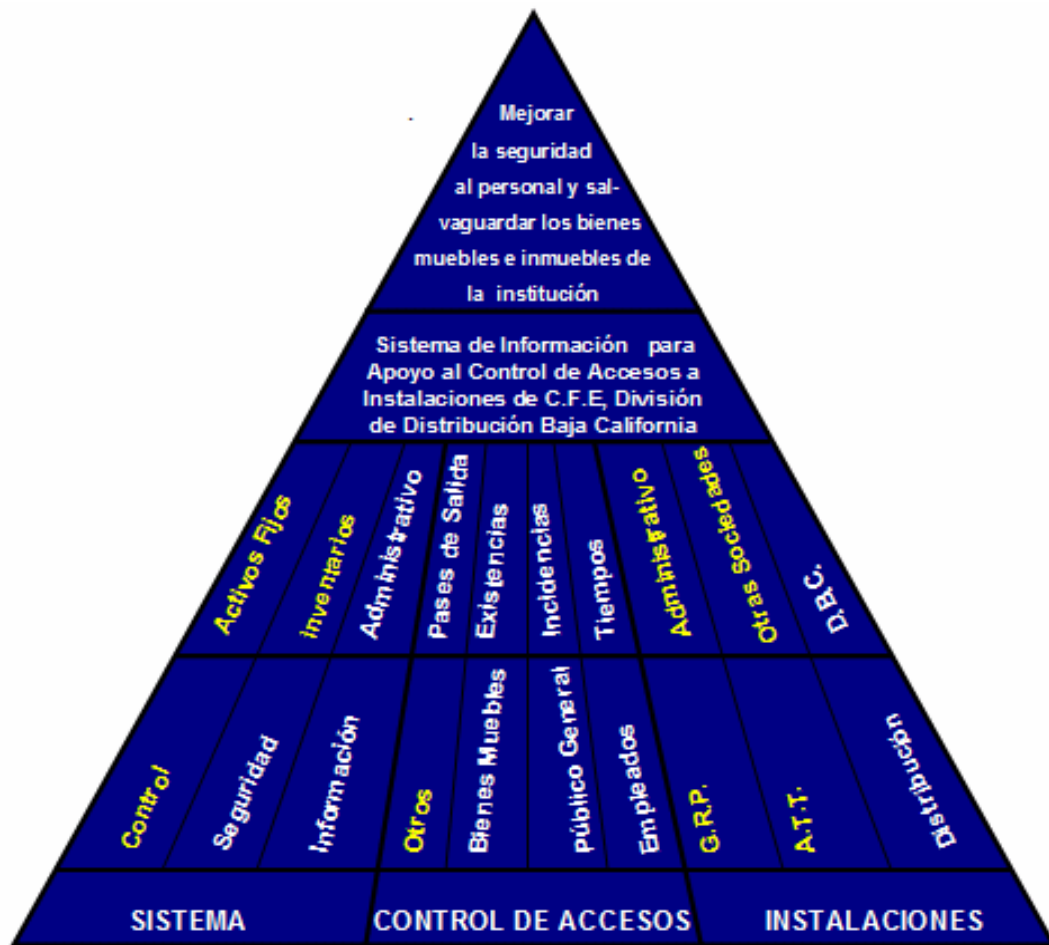 Mejorar
la seguridad
al personal y sal-
vaguardar los bienes
muebles e inmuebles de
la institución
Sistema de Información para
Apoyo al Control de Accesos a
Instalaciones de C.F.E, División
de Distribución Baja California
Activos Fijos
Inventarios
Administrativo
Pases de Salida
Existencias
Incidencias
Tiempos
Administrativo
Otras Sociedades
D.B.C.
Control
Seguridad
Información
Otros
Bienes Muebles
Público General
Empleados
G.R.P.
A.T.T.
Distribución
SISTEMA
CONTROL DE ACCESOS
INSTALACIONES